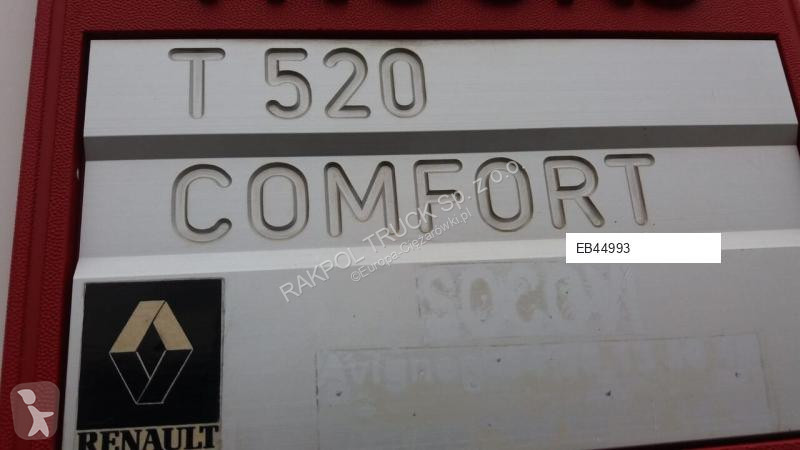 T 520
COMFORT
RAKPOL TRUCK Sp. z o.o.
©Europa-Ciężarówki.pl
EB44993
RENAULT